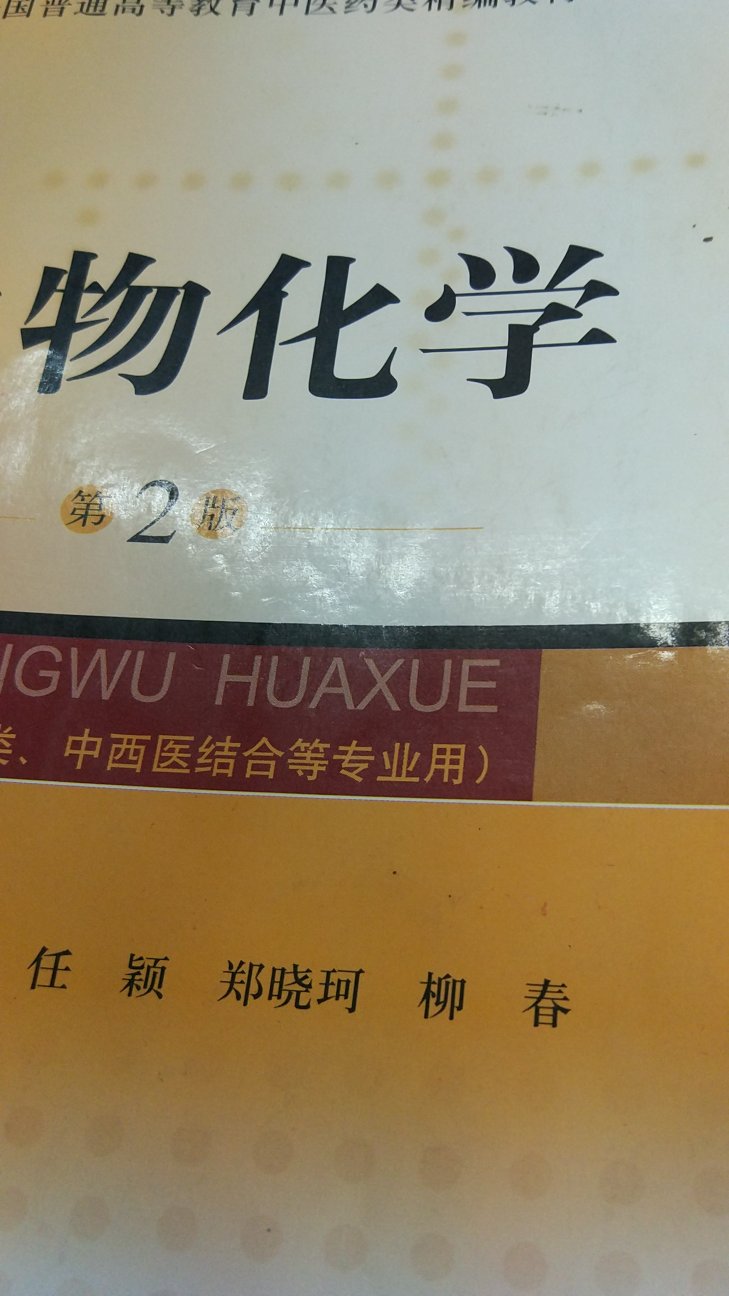 国普通高等教育中医药类精编教材
物化学
第2版
NGWU HUAXUE
类、中西医结合等专业用）
任 颖 郑晓珂 柳 春